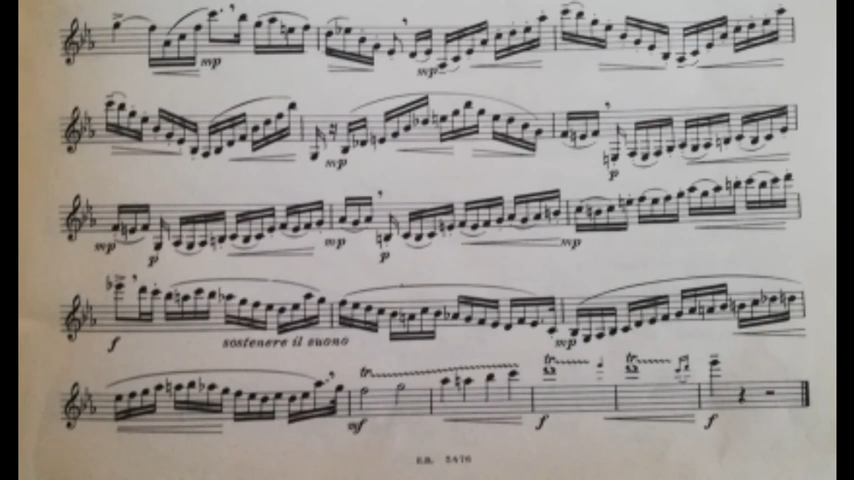 mp mp
mp p
mp p mp p mp
f sostenere il suono mp
tr mf tr f tr f
E.R. 2476